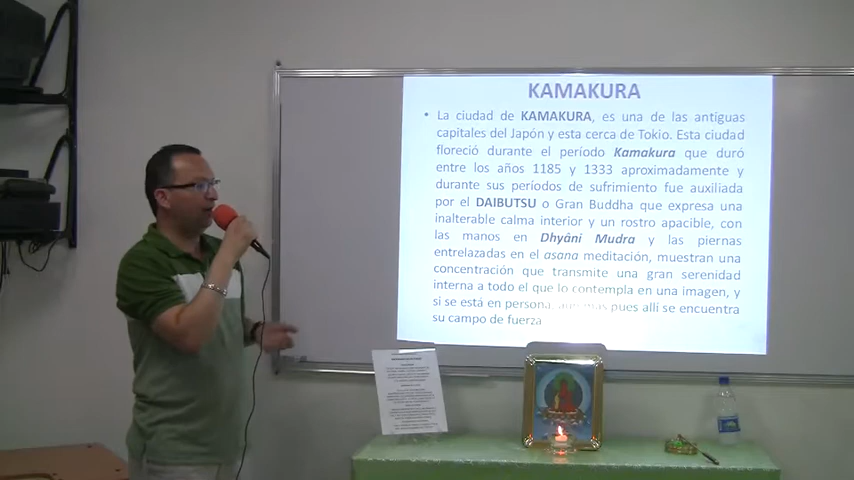 KAMAKURA
• La ciudad de KAMAKURA, es una de las antiguas
capitales del Japón y esta cerca de Tokio. Esta ciudad
floreció durante el período Kamakura que duró
entre los años 1185 y 1333 aproximadamente y
durante sus períodos de sufrimiento fue auxiliada
por el DAIBUTSU o Gran Buddha que expresa una
inalterable calma interior y un rostro apacible, con
las manos en Dhyâni Mudra y las piernas
entrelazadas en el asana meditación, muestran una
concentración que transmite una gran serenidad
interna a todo el que lo contempla en una imagen, y
si se está en persona, pues allí se encuentra
su campo de fuerza